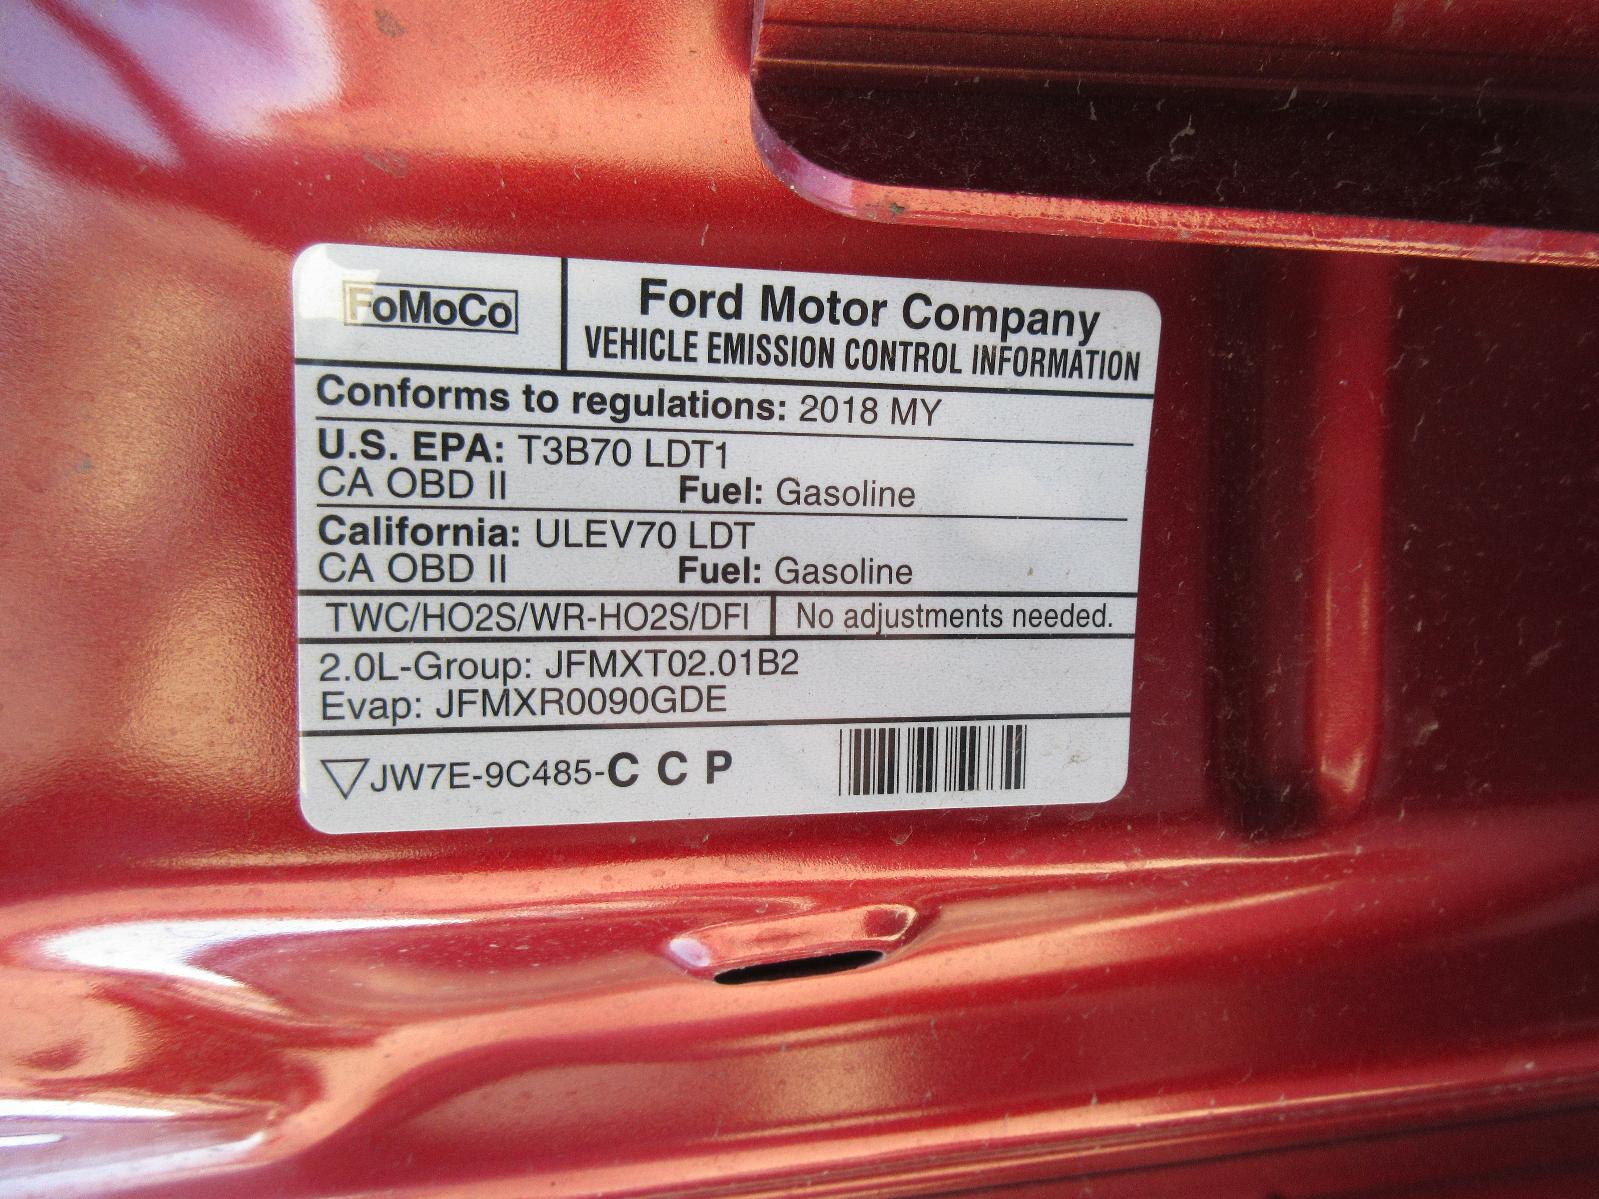 FoMoCo
Ford Motor Company
VEHICLE EMISSION CONTROL INFORMATION
Conforms to regulations: 2018 MY
U.S. EPA: T3B70 LDT1
CA OBD II Fuel: Gasoline
California: ULEV70 LDT
CA OBD II Fuel: Gasoline
TWC/HO2S/WR-HO2S/DFI No adjustments needed.
2.0L-Group: JFMXT02.01B2
Evap: JFMXR0090GDE
▽JW7E-9C485-C C P